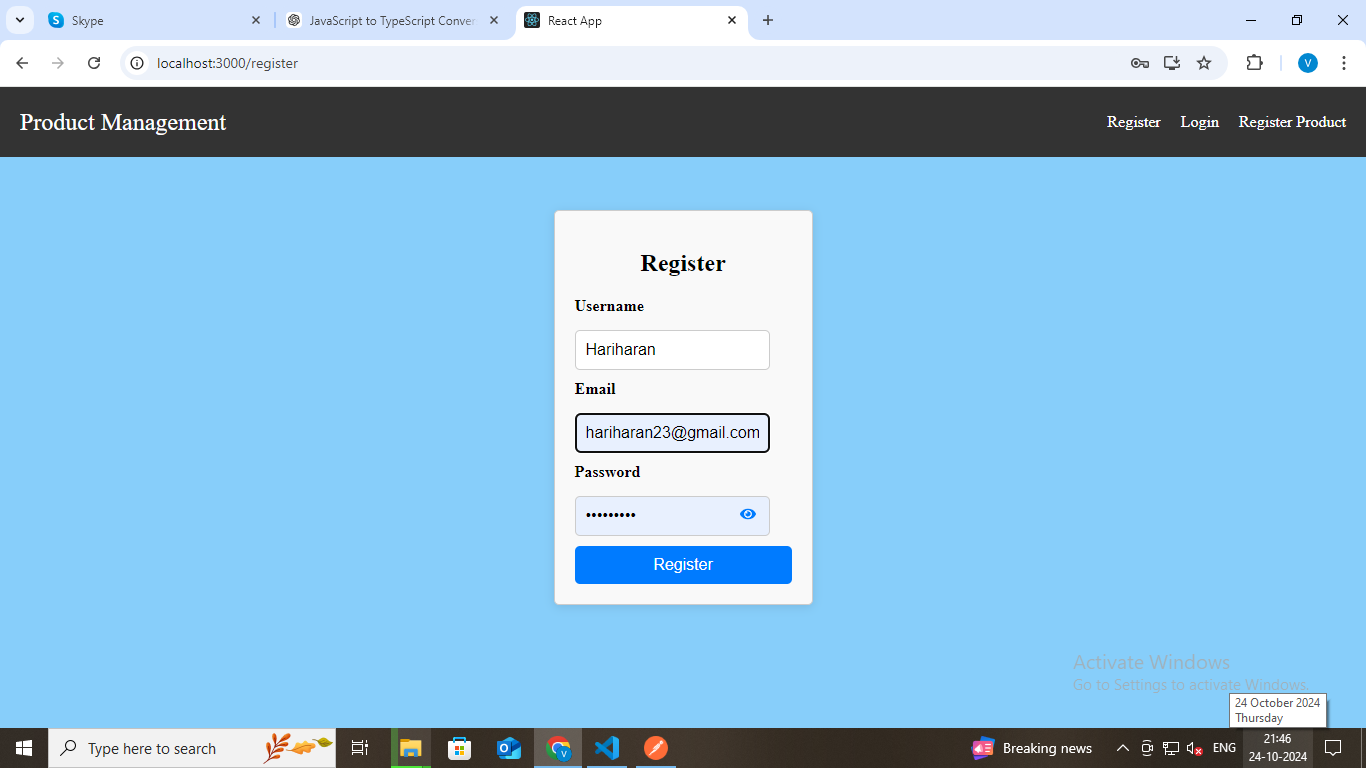 Skype
JavaScript to TypeScript Conver
React App
localhost:3000/register
V
Product Management
Register
Login
Register Product
Register
Username
Hariharan
Email
hariharan23@gmail.com
Password
•••••••••
Register
Activate Windows
Go to Settings to activate Windows.
24 October 2024
Thursday
Type here to search
V
Breaking news
ENG
21:46
24-10-2024